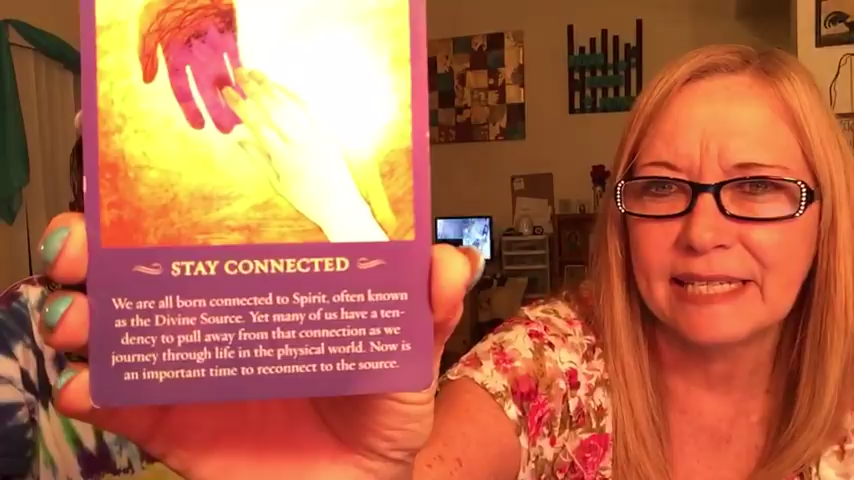 STAY CONNECTED
We are all born connected to Spirit, often known
as the Divine Source. Yet many of us have a ten-
dency to pull away from that connection as we
journey through life in the physical world. Now is
an important time to reconnect to the source.